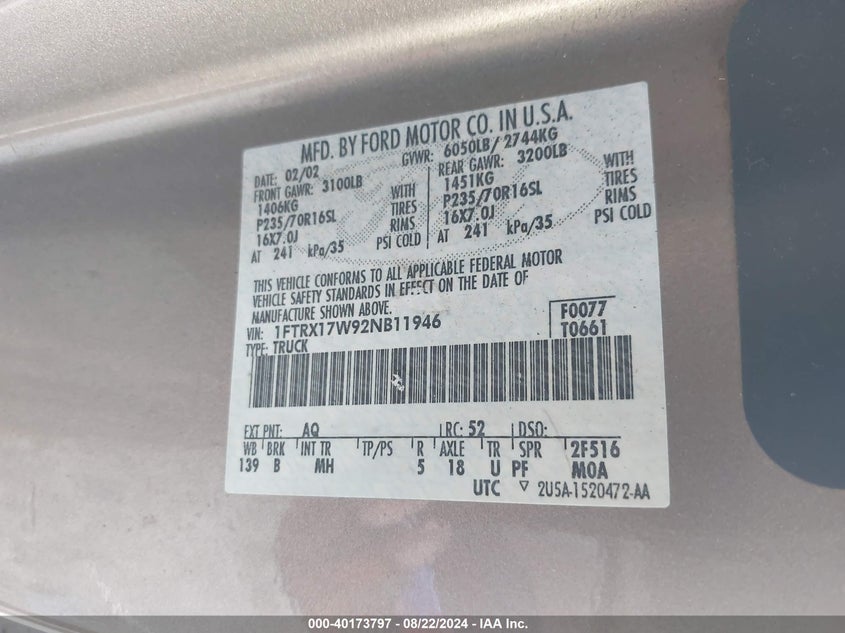 MFD. BY FORD MOTOR CO. IN U.S.A.
DATE: 02/02 GVWR: 6050LB/ 2744KG
FRONT GAWR: 3100LB REAR GAWR: 3200LB
1406KG WITH 1451KG WITH
P235/70R16SL TIRES P235/70R16SL TIRES
16X7.0J RIMS 16X7.0J RIMS
AT 241 kPa/35 PSI COLD AT 241 kPa/35 PSI COLD
THIS VEHICLE CONFORMS TO ALL APPLICABLE FEDERAL MOTOR
VEHICLE SAFETY STANDARDS IN EFFECT ON THE DATE OF
MANUFACTURE SHOWN ABOVE.
VIN: 1FTRX17W92NB11946 F0077
TYPE: TRUCK T0661
EXT PNT: AQ RC: 52 DSO:
WB BRK INT TR TP/PS R AXLE TR SPR 2F516
139 B MH 5 18 U PF M0A
UTC ▽ 2U5A-1520472-AA
000-40173797 - 08/22/2024 - IAA Inc.